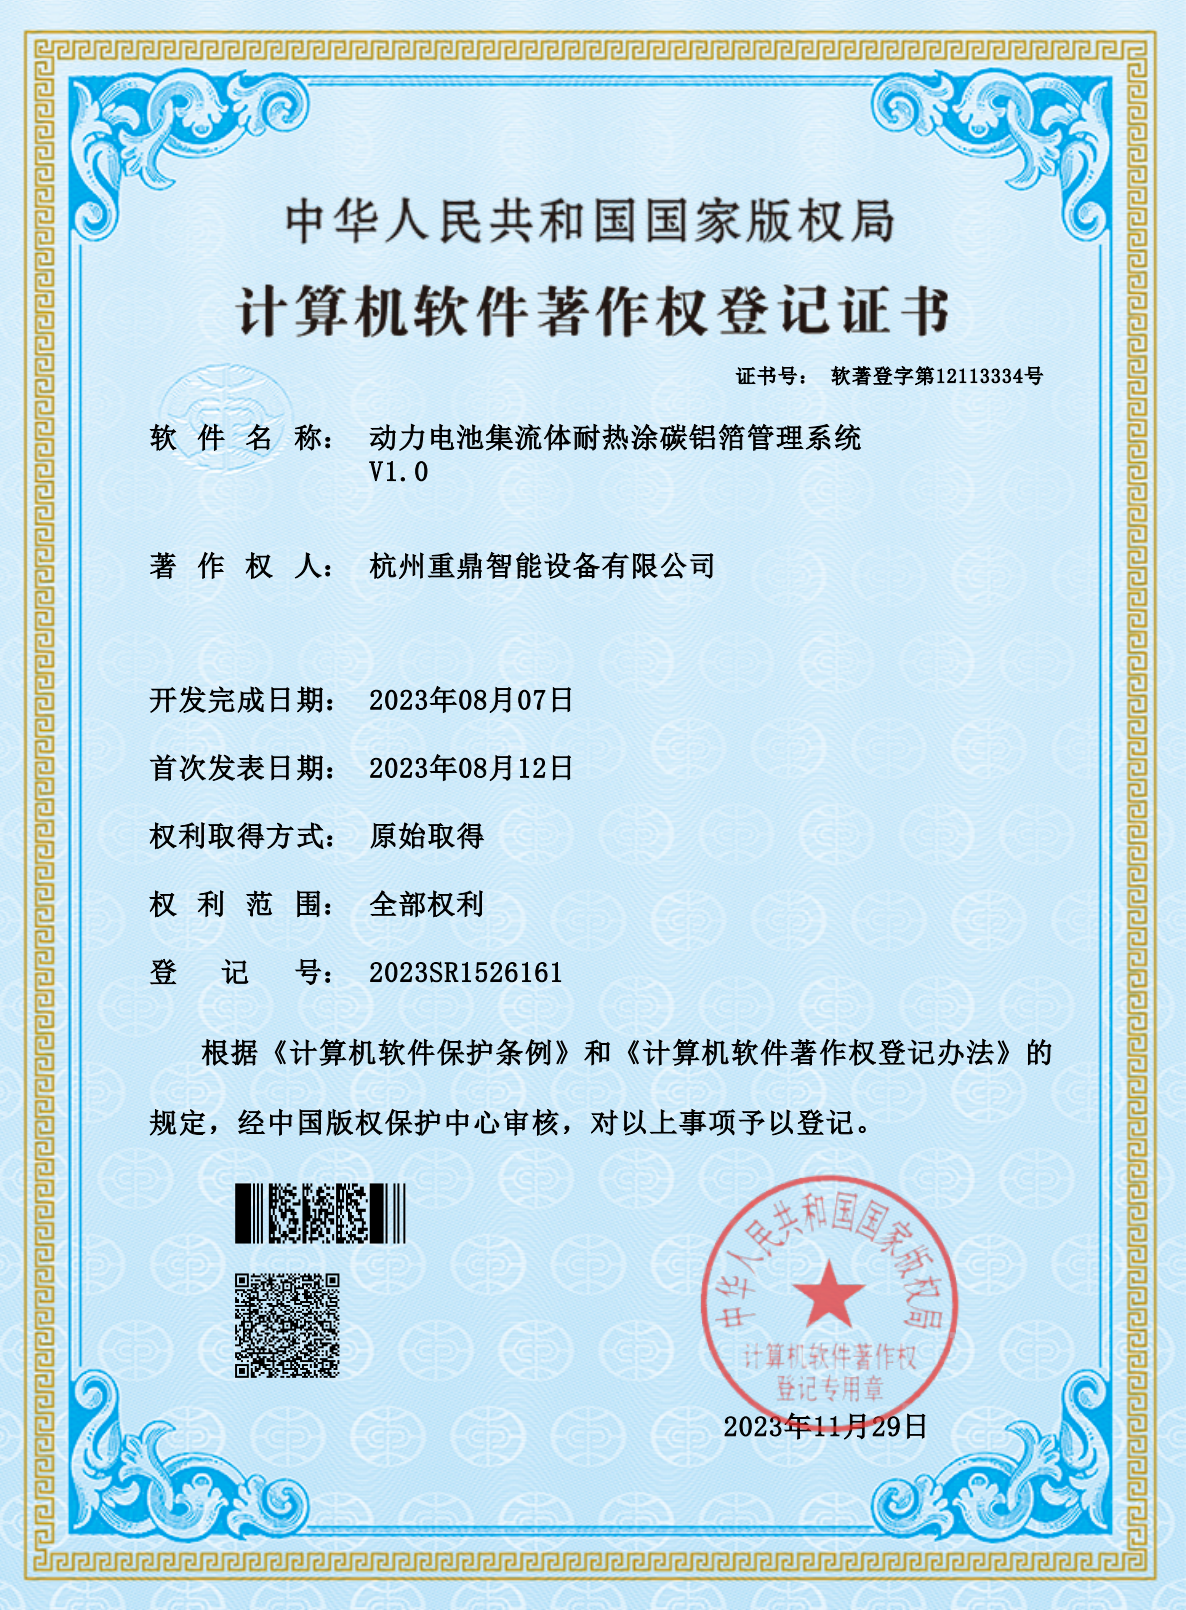 中华人民共和国国家版权局
计算机软件著作权登记证书
证书号： 软著登字第12113334号
软件名称： 动力电池集流体耐热涂碳铝箔管理系统
V1.0
著作权人： 杭州重鼎智能设备有限公司
开发完成日期： 2023年08月07日
首次发表日期： 2023年08月12日
权利取得方式： 原始取得
权利范围： 全部权利
登记号： 2023SR1526161
根据《计算机软件保护条例》和《计算机软件著作权登记办法》的
规定，经中国版权保护中心审核，对以上事项予以登记。
中华人民共和国国家版权局
计算机软件著作权
登记专用章
2023年11月29日